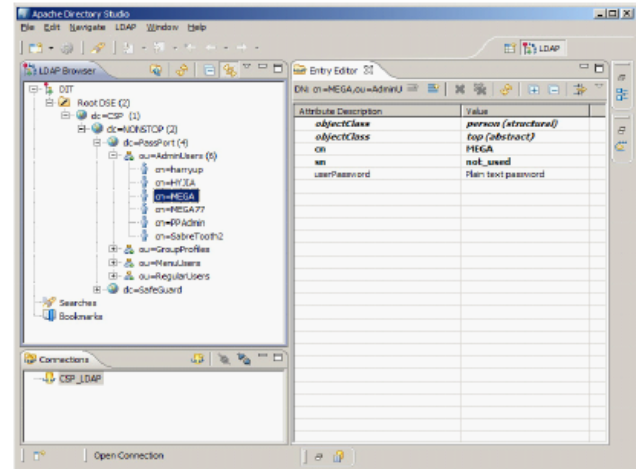 Apache Directory Studio
File Edit Navigate LDAP Window Help
LDAP
LDAP Browser
DIT
Root DSE (2)
dc=CSP (1)
dc=NONSTOP (2)
dc=PassPort (4)
ou=AdminUsers (6)
cn=harryup
cn=HYJIA
cn=MEGA
cn=MEGA77
cn=PPAdmin
cn=SabreTooth2
ou=GroupProfiles
ou=MenuUsers
ou=RegularUsers
dc=SafeGuard
Searches
Bookmarks
Connections
CSP_LDAP
Open Connection
Entry Editor
DN: cn=MEGA,ou=AdminU
Attribute Description Value
objectClass person (structural)
objectClass top (abstract)
cn MEGA
sn not_used
userPassword Plain text password